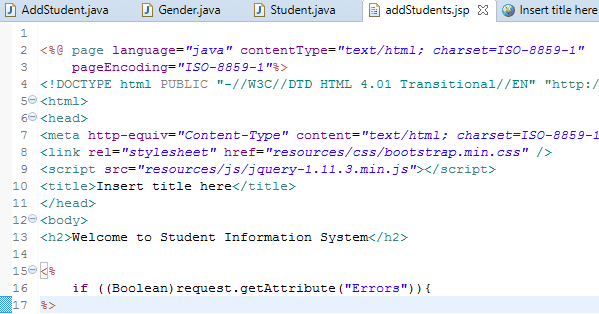 AddStudent.java Gender.java Student.java addStudents.jsp Insert title here
1
2 <%@ page language="java" contentType="text/html; charset=ISO-8859-1"
3 pageEncoding="ISO-8859-1"%>
4 <!DOCTYPE html PUBLIC "-//W3C//DTD HTML 4.01 Transitional//EN" "http:/
5 <html>
6 <head>
7 <meta http-equiv="Content-Type" content="text/html; charset=ISO-8859-1
8 <link rel="stylesheet" href="resources/css/bootstrap.min.css" />
9 <script src="resources/js/jquery-1.11.3.min.js"></script>
10 <title>Insert title here</title>
11 </head>
12 <body>
13 <h2>Welcome to Student Information System</h2>
14
15 <%
16 if ((Boolean)request.getAttribute("Errors")){
17 %>